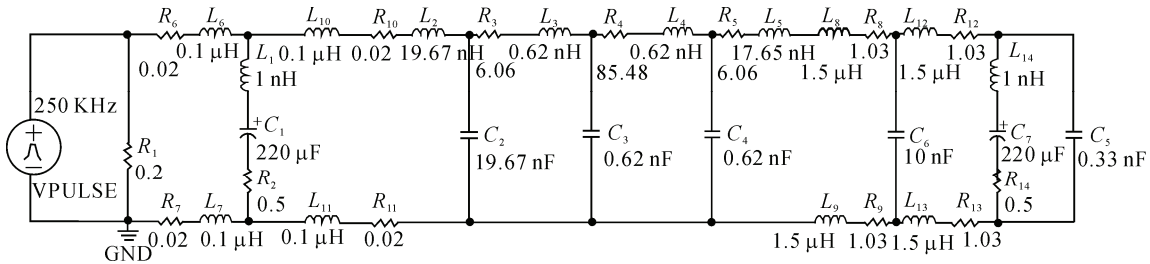 R6 L6 L10 R10 L2 R3 L3 R4 L4 R5 L5 L8 R8 L12 R12
0.02 0.1 μH L1 0.1 μH 0.02 19.67 nH 6.06 0.62 nH 85.48 0.62 nH 6.06 17.65 nH 1.5 μH 1.03 1.5 μH 1.03 L14
1 nH 1 nH
250 KHz
+ C1 C2 C3 C4 C6 + C7 C5
R1 220 μF 19.67 nF 0.62 nF 0.62 nF 10 nF 220 μF 0.33 nF
0.2 R2 R14
VPULSE 0.5 0.5
R7 L7 L11 R11 L9 R9 L13 R13
GND 0.02 0.1 μH 0.1 μH 0.02 1.5 μH 1.03 1.5 μH 1.03